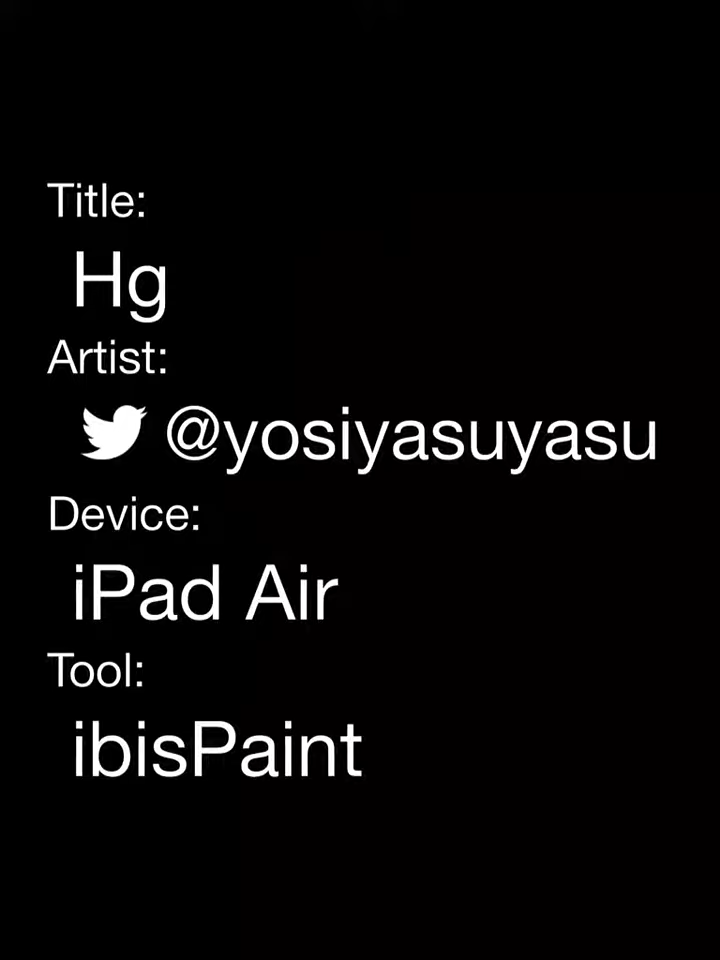 Title:
Hg
Artist:
@yosiyasuyasu
Device:
iPad Air
Tool:
ibisPaint